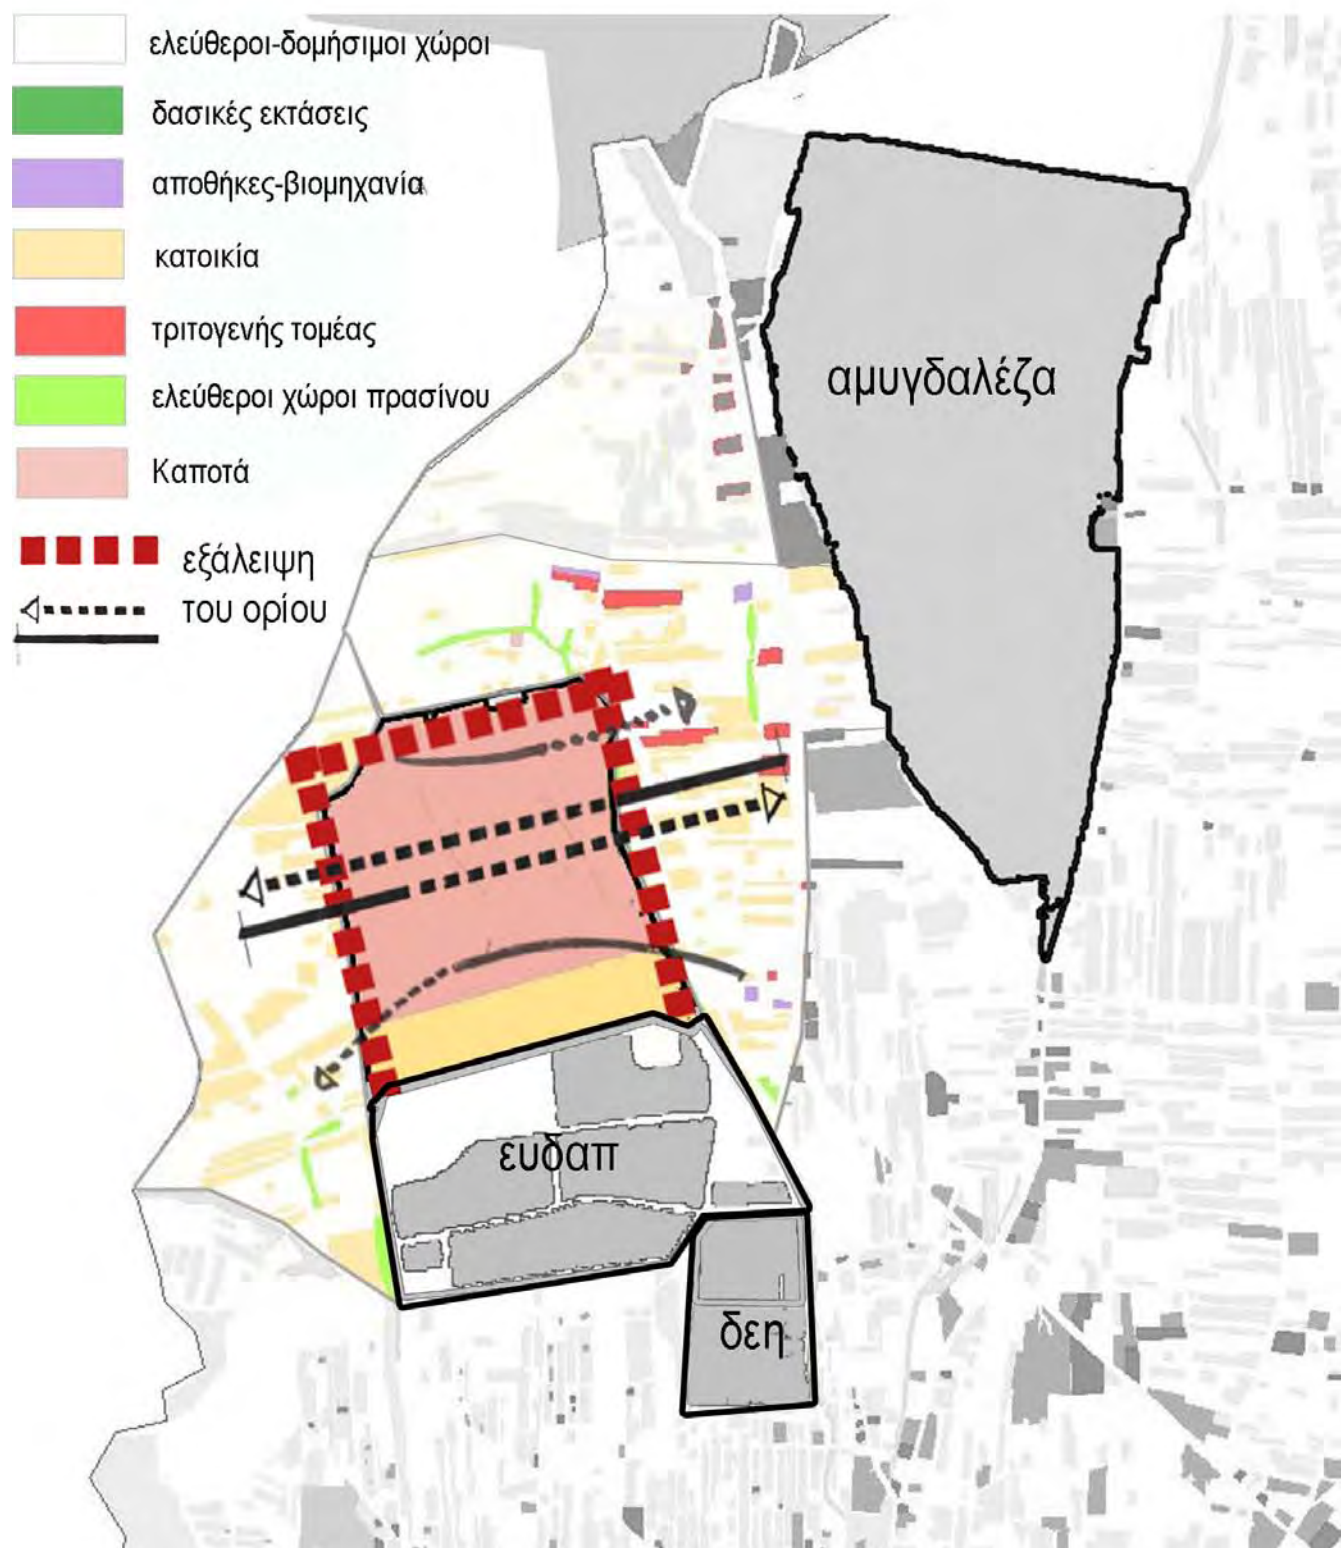 ελεύθεροι-δομήσιμοι χώροι
δασικές εκτάσεις
αποθήκες-βιομηχανία
κατοικία
τριτογενής τομέας
ελεύθεροι χώροι πρασίνου
Καποτά
εξάλειψη
του ορίου
αμυγδαλέζα
ευδαπ
δεη